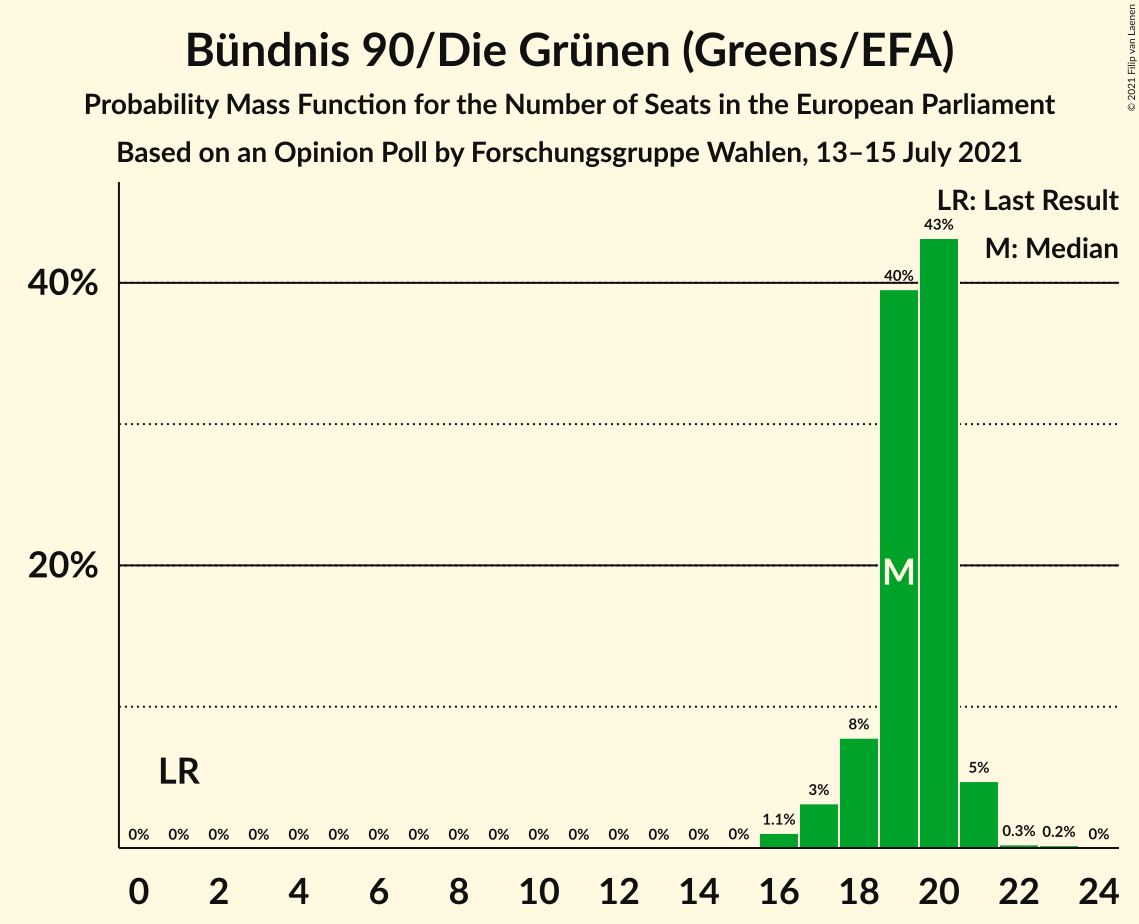 Bündnis 90/Die Grünen (Greens/EFA)
Probability Mass Function for the Number of Seats in the European Parliament
Based on an Opinion Poll by Forschungsgruppe Wahlen, 13–15 July 2021
© 2021 Filip van Laenen
LR: Last Result
M: Median
43%
40%
40%
20%
M
8%
5%
3%
1.1%
0.3%
0.2%
LR
0% 0% 0% 0% 0% 0% 0% 0% 0% 0% 0% 0% 0% 0% 0% 0% 0%
0 2 4 6 8 10 12 14 16 18 20 22 24